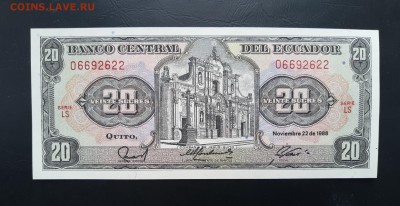 COINS.LAVE.RU
BANCO CENTRAL DEL ECUADOR
20 06692622 06692622 20
20 VEINTE SUCRES 20 VEINTE SUCRES
SERIE LS SERIE LS
QUITO, Noviembre 22 de 1988
20 20